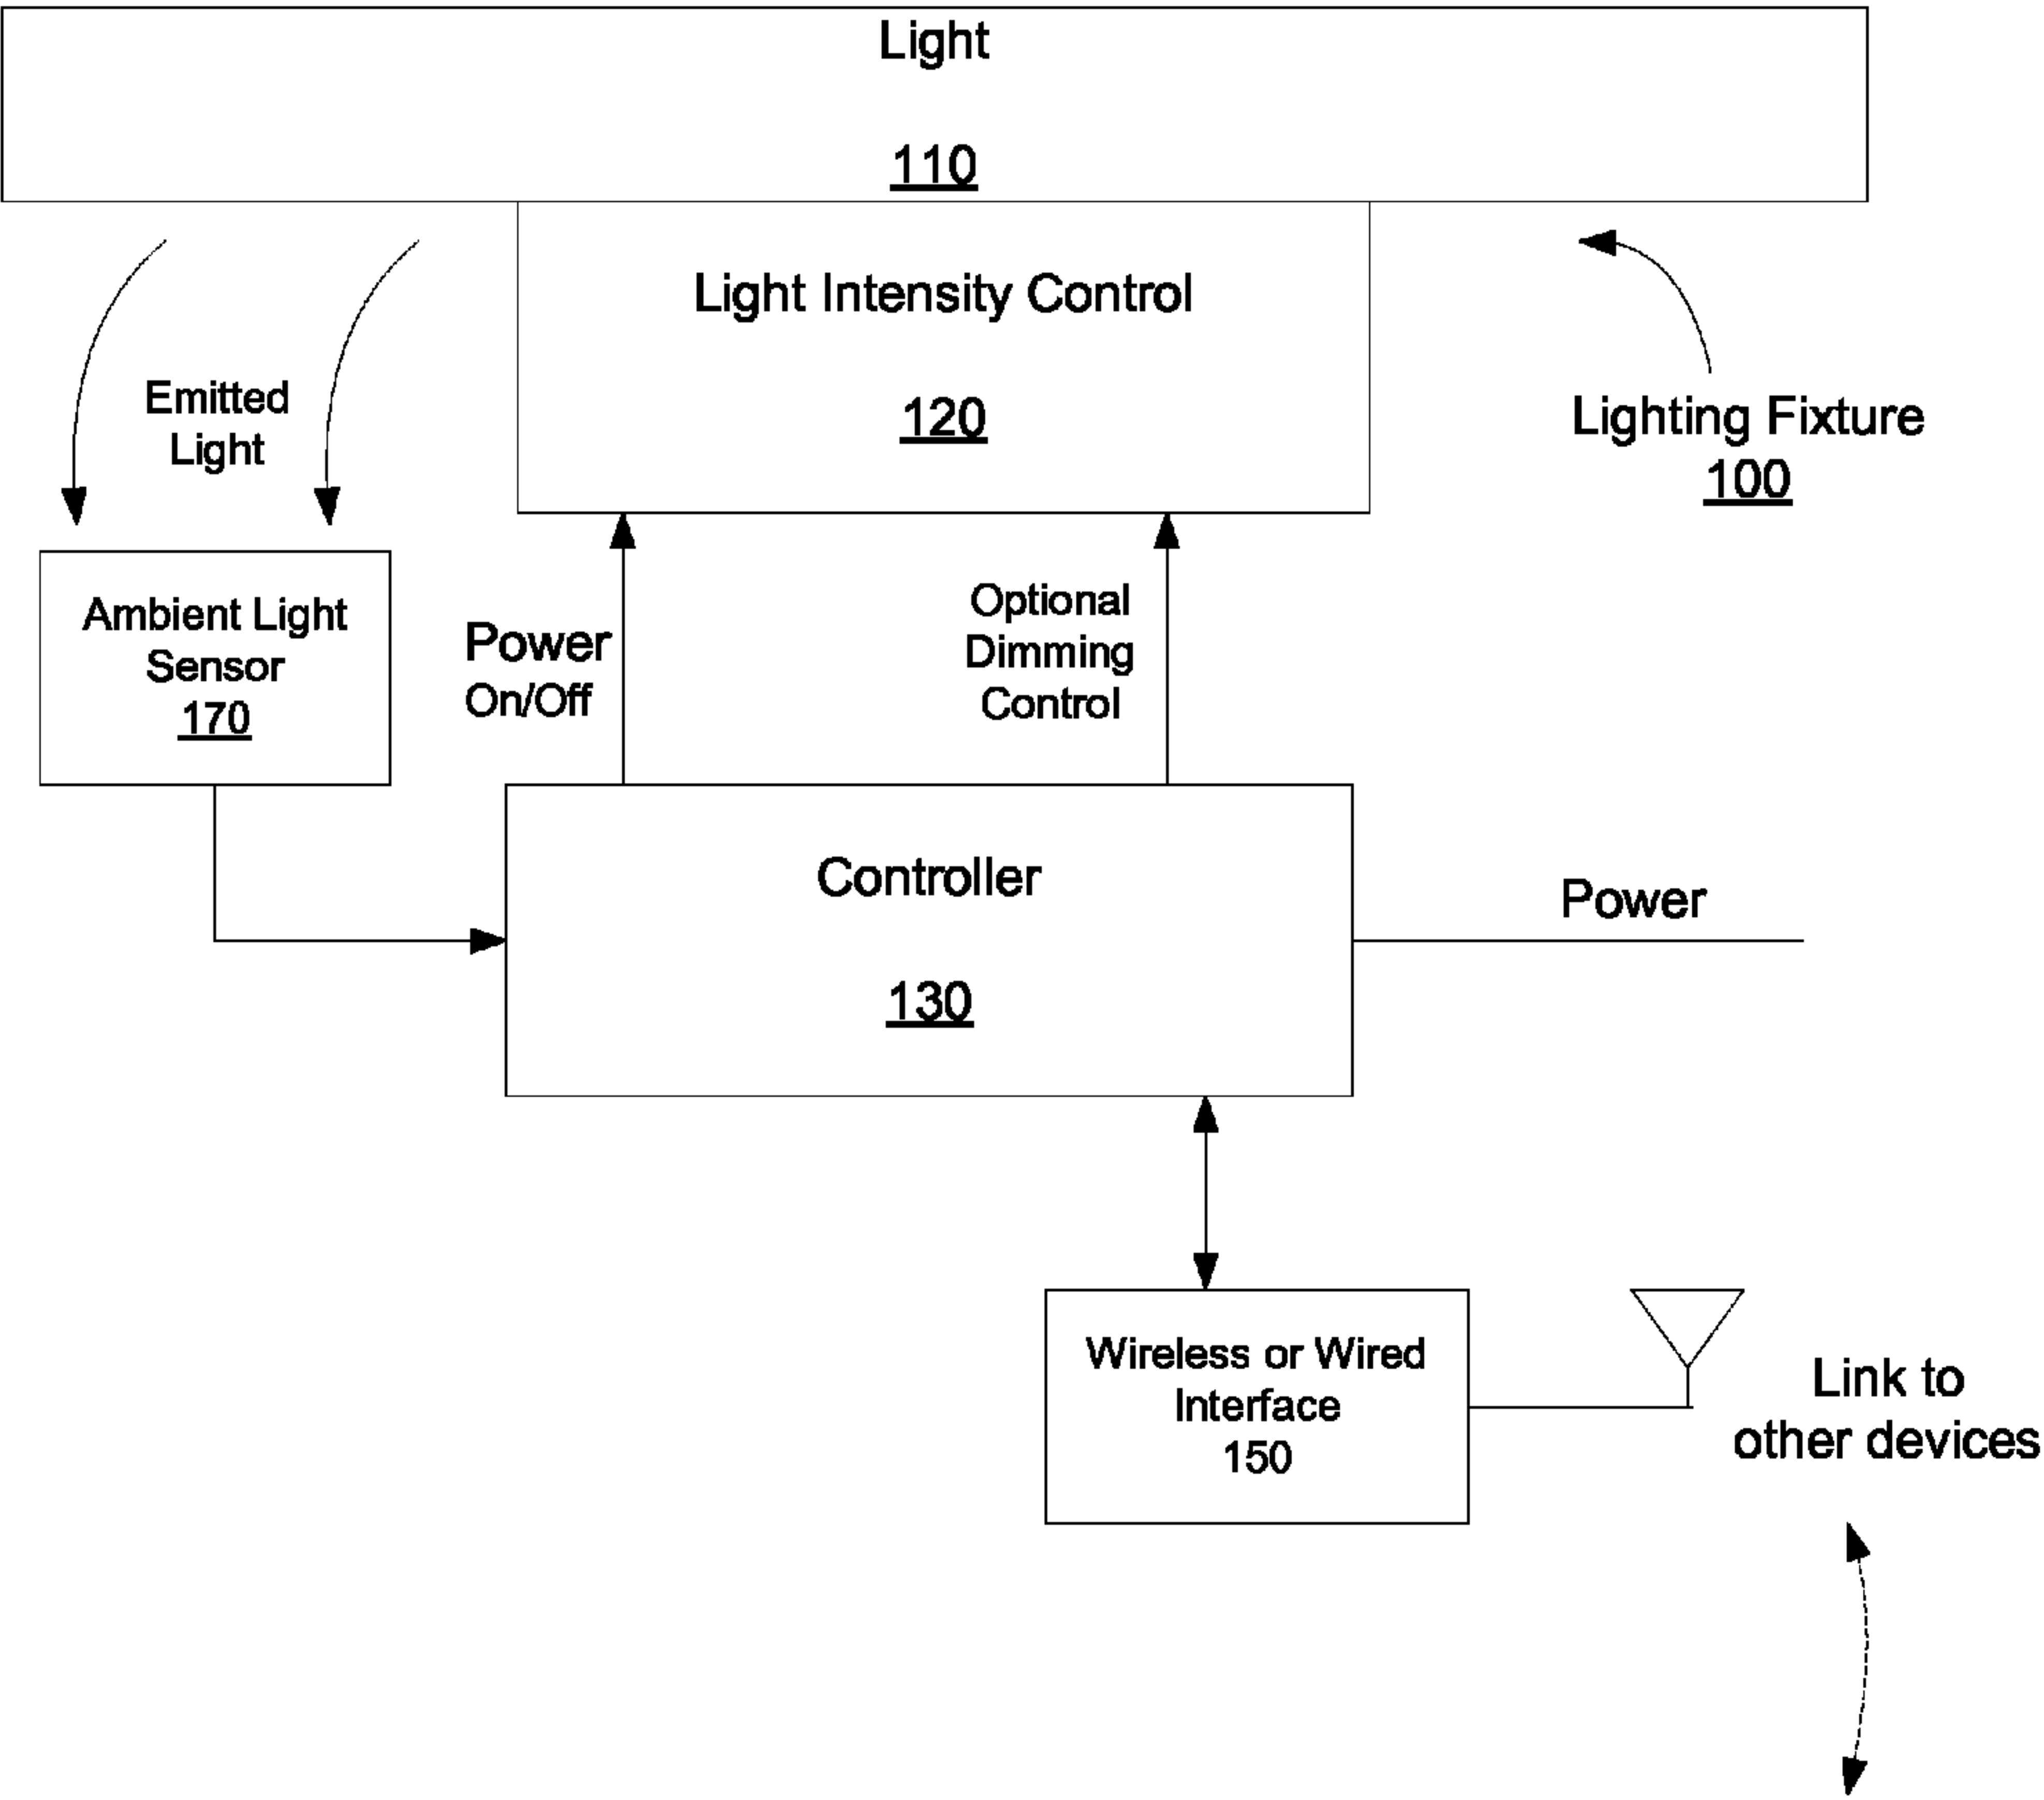 Light
110
Light Intensity Control
120
Emitted
Light
Lighting Fixture
100
Ambient Light
Sensor
170
Power
On/Off
Optional
Dimming
Control
Controller
130
Power
Wireless or Wired
Interface
150
Link to
other devices